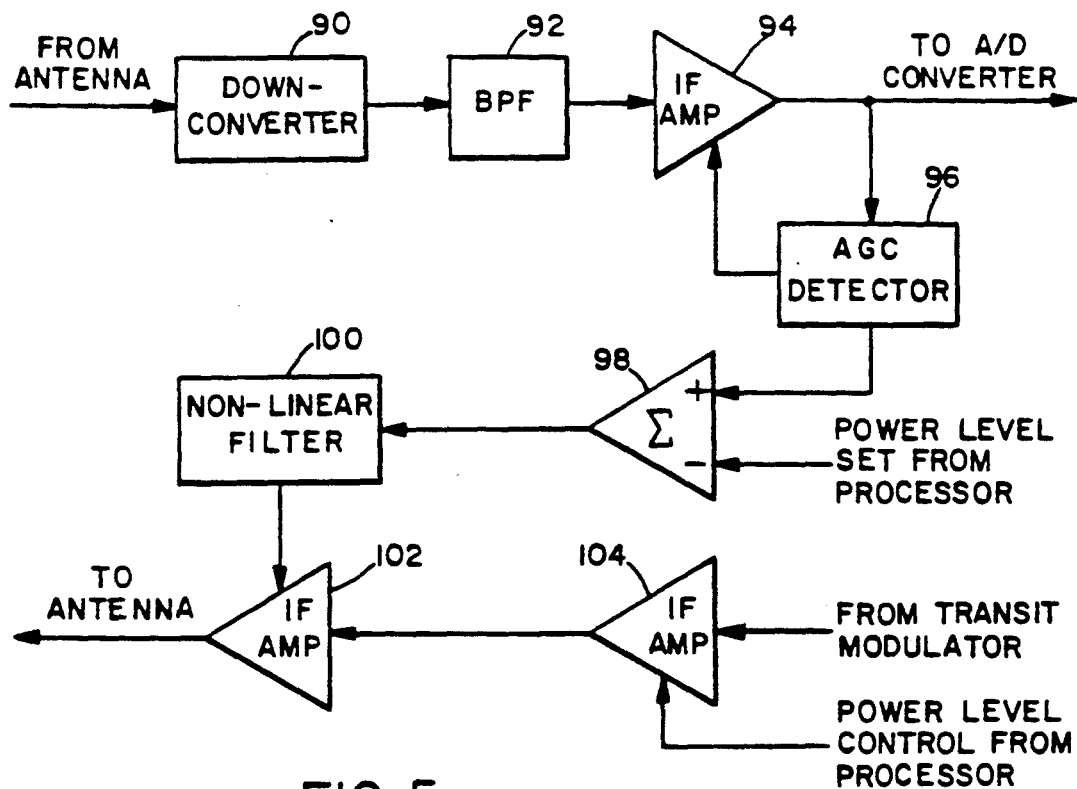 90
92
94
FROM
ANTENNA
DOWN-
CONVERTER
BPF
IF
AMP
TO A/D
CONVERTER
96
AGC
DETECTOR
100
NON-LINEAR
FILTER
98
+
Σ
-
POWER LEVEL
SET FROM
PROCESSOR
TO
ANTENNA
102
IF
AMP
104
IF
AMP
FROM TRANSIT
MODULATOR
POWER LEVEL
CONTROL FROM
PROCESSOR